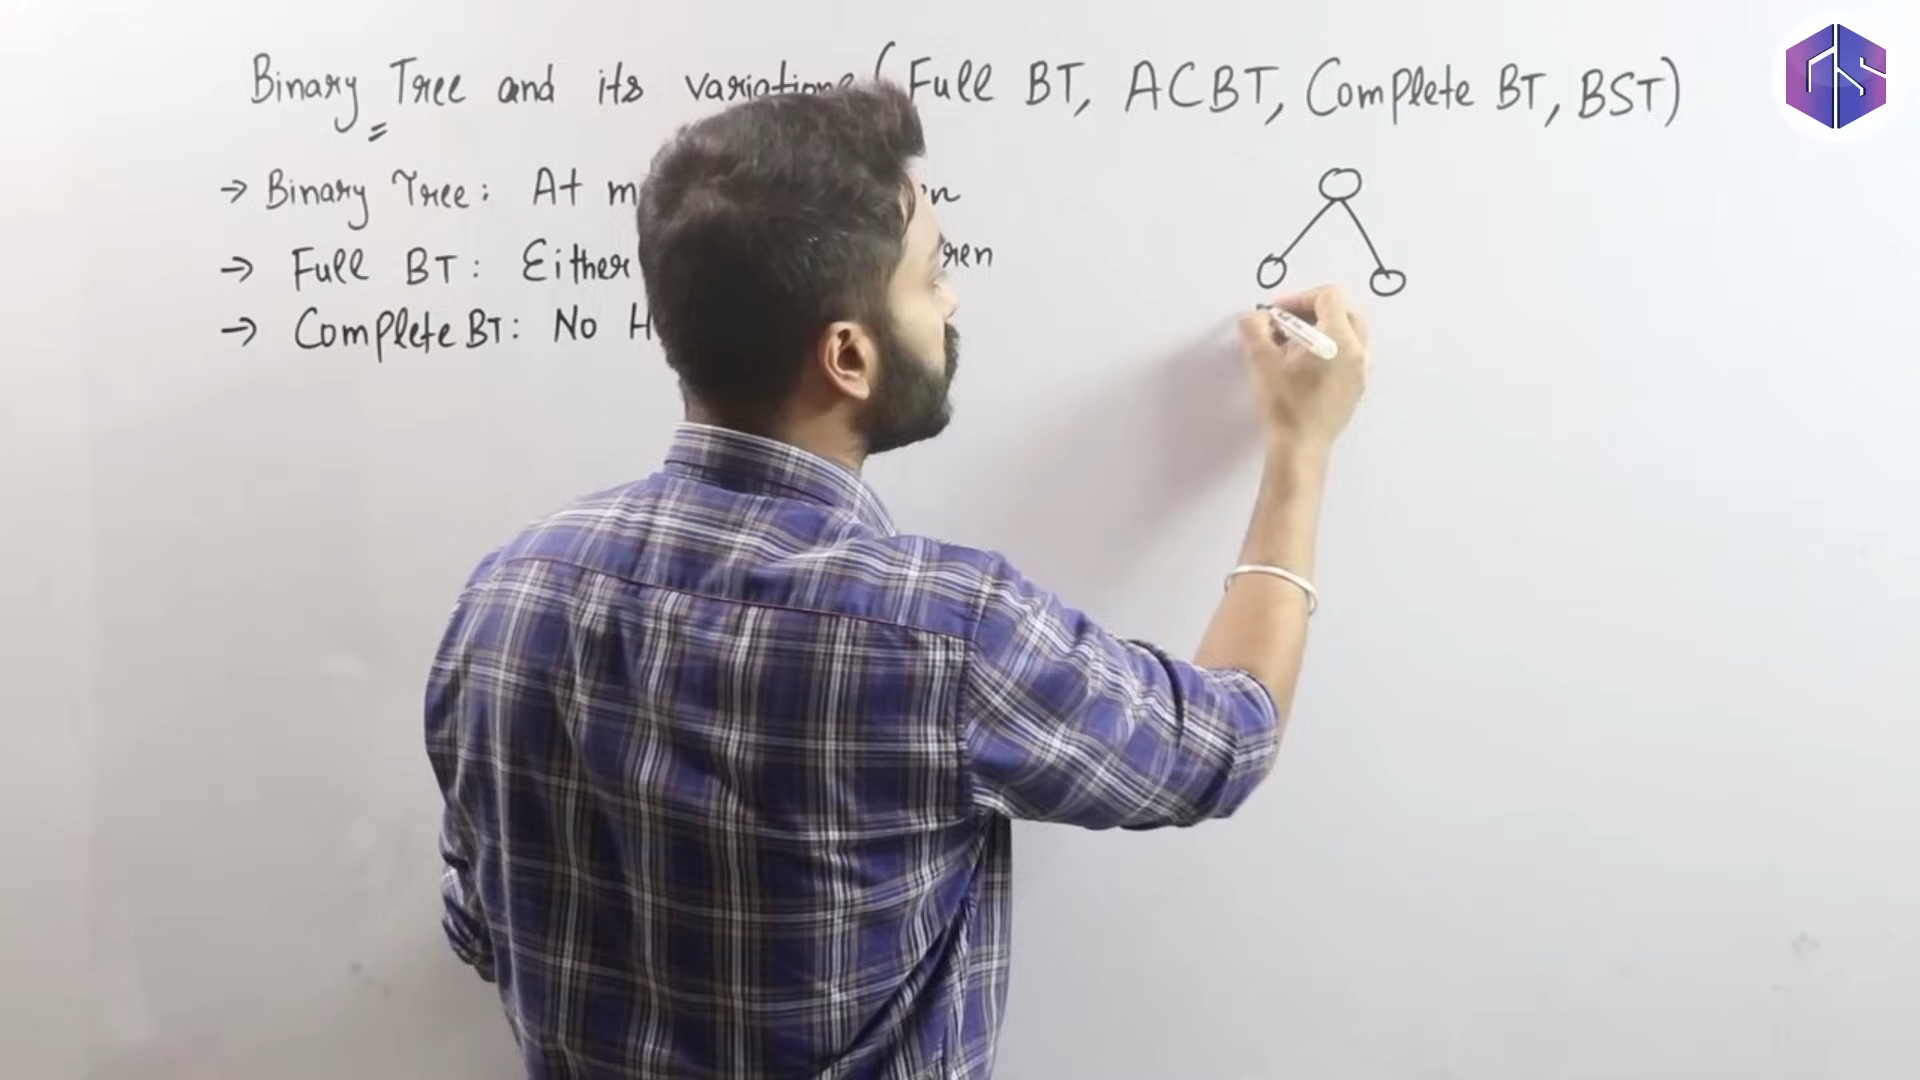 Binary Tree and its variations (Full BT, ACBT, Complete BT, BST)
→ Binary Tree: At
→ Full BT: Either
→ Complete BT: No